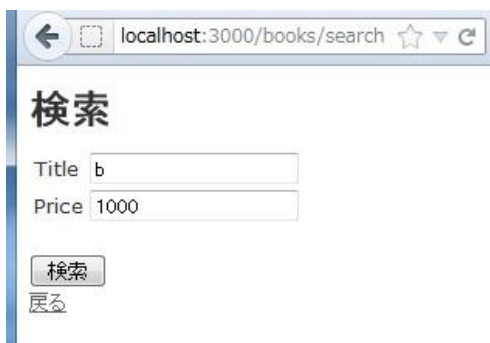 localhost:3000/books/search
検索
Title b
Price 1000
検索
戻る